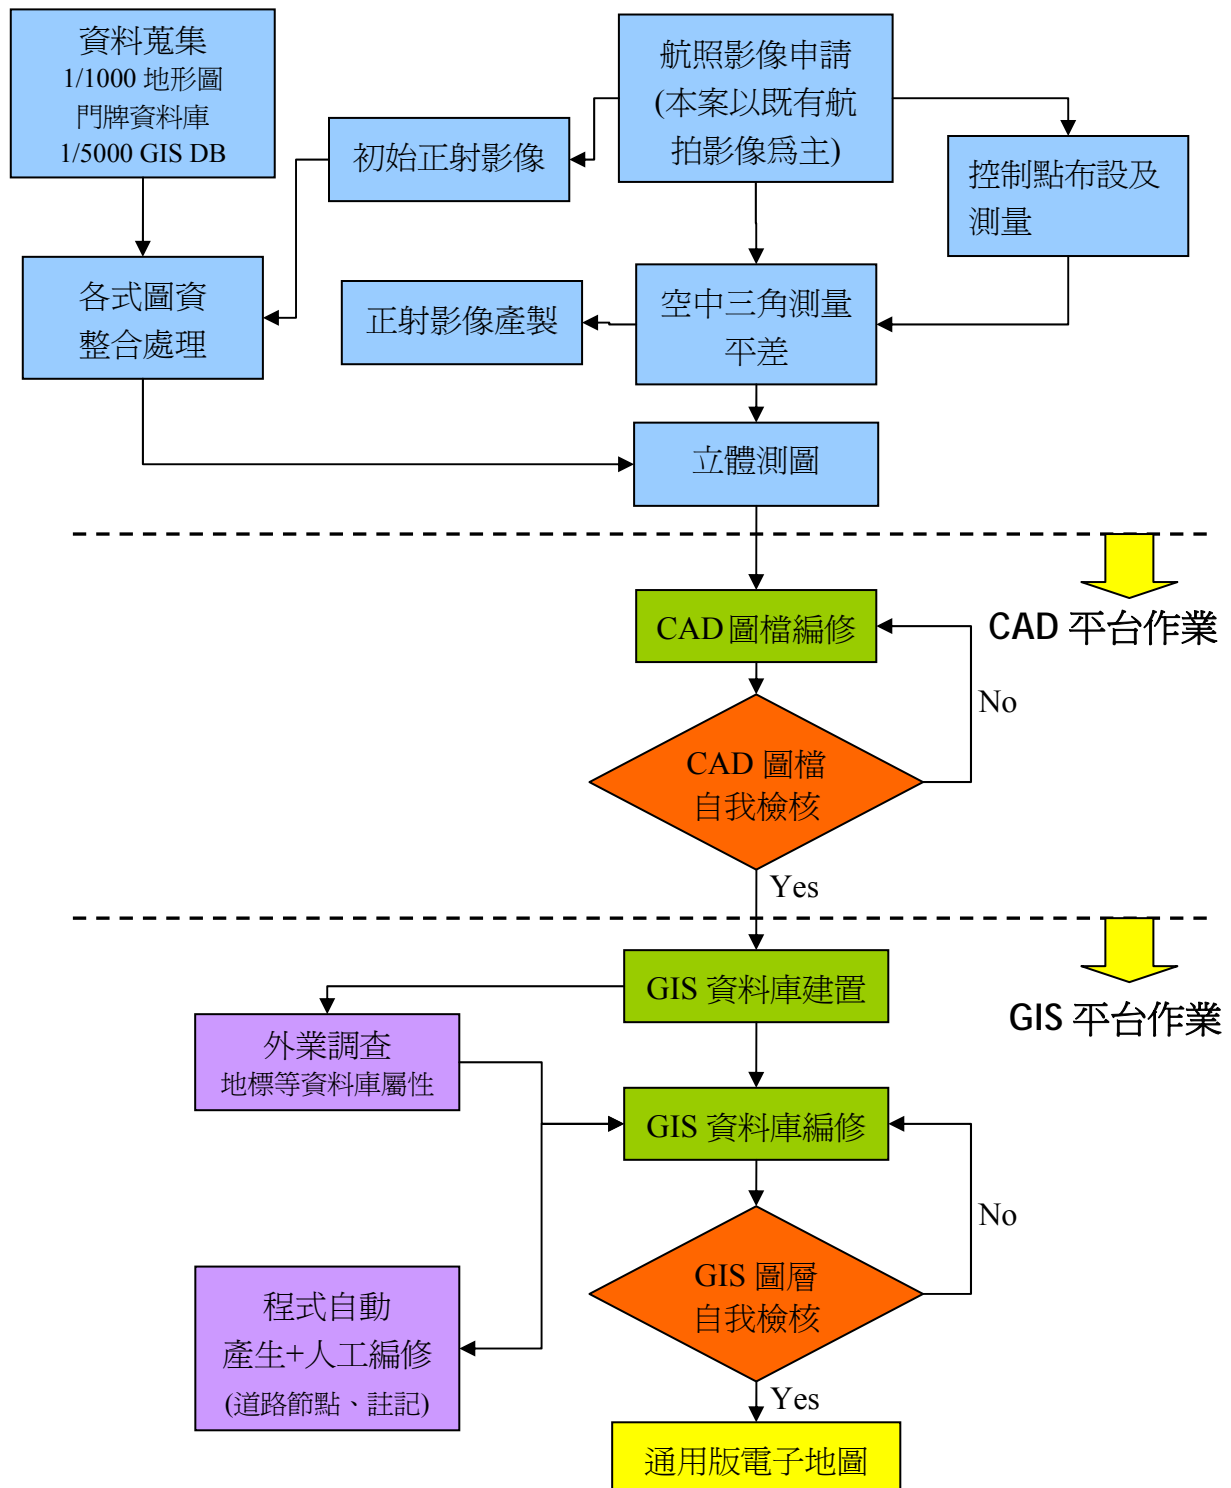 資料蒐集
1/1000 地形圖
門牌資料庫
1/5000 GIS DB
航照影像申請
(本案以既有航
拍影像為主)
初始正射影像
控制點布設及
測量
各式圖資
整合處理
正射影像產製
空中三角測量
平差
立體測圖
CAD 平台作業
CAD 圖檔編修
No
CAD 圖檔
自我檢核
Yes
GIS 資料庫建置
GIS 平台作業
外業調查
地標等資料庫屬性
GIS 資料庫編修
No
GIS 圖層
自我檢核
程式自動
產生+人工編修
(道路節點、註記)
Yes
通用版電子地圖